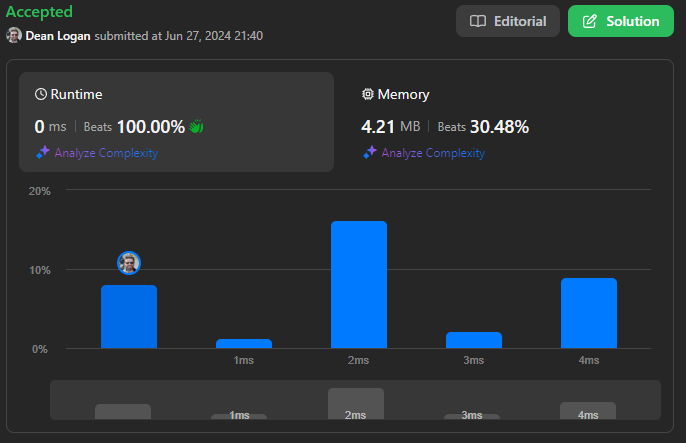 Accepted
Editorial
Solution
Dean Logan submitted at Jun 27, 2024 21:40
Runtime
0 ms Beats 100.00%
Analyze Complexity
Memory
4.21 MB Beats 30.48%
Analyze Complexity
20%
10%
0%
1ms 2ms 3ms 4ms
1ms 2ms 3ms 4ms